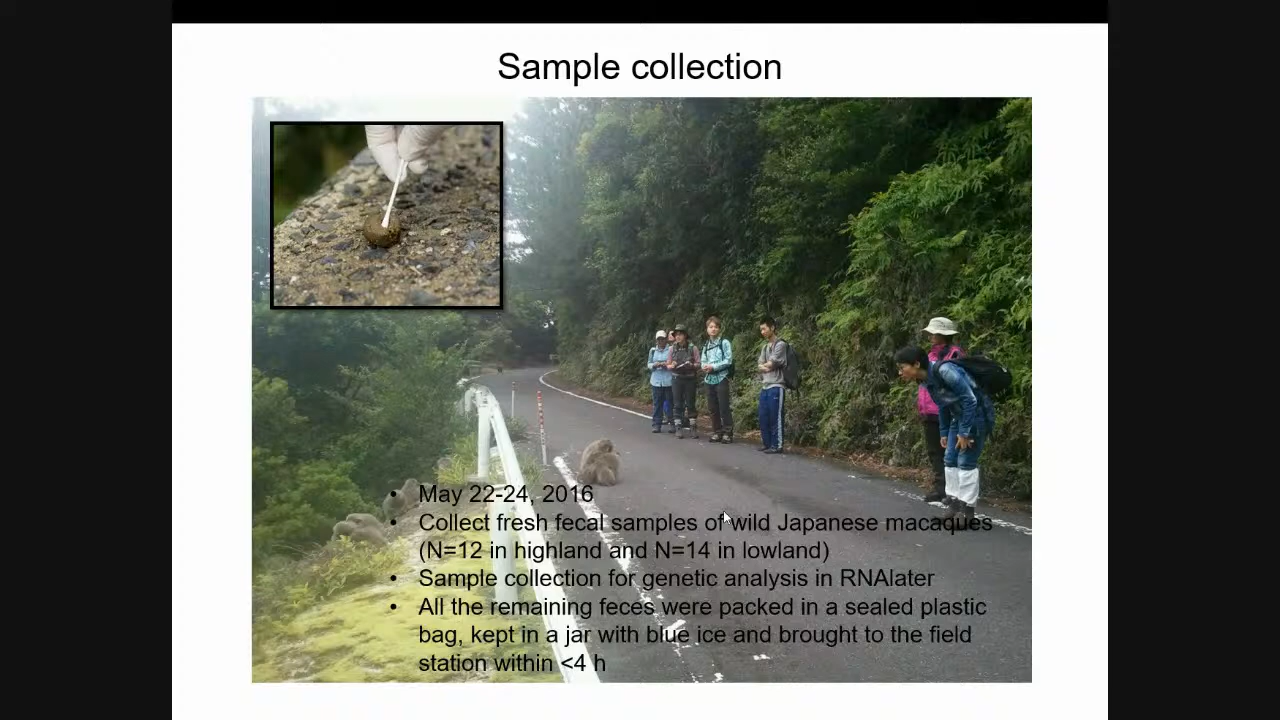 Sample collection
• May 22-24, 2016
• Collect fresh fecal samples of wild Japanese macaques
(N=12 in highland and N=14 in lowland)
• Sample collection for genetic analysis in RNAlater
• All the remaining feces were packed in a sealed plastic
bag, kept in a jar with blue ice and brought to the field
station within <4 h